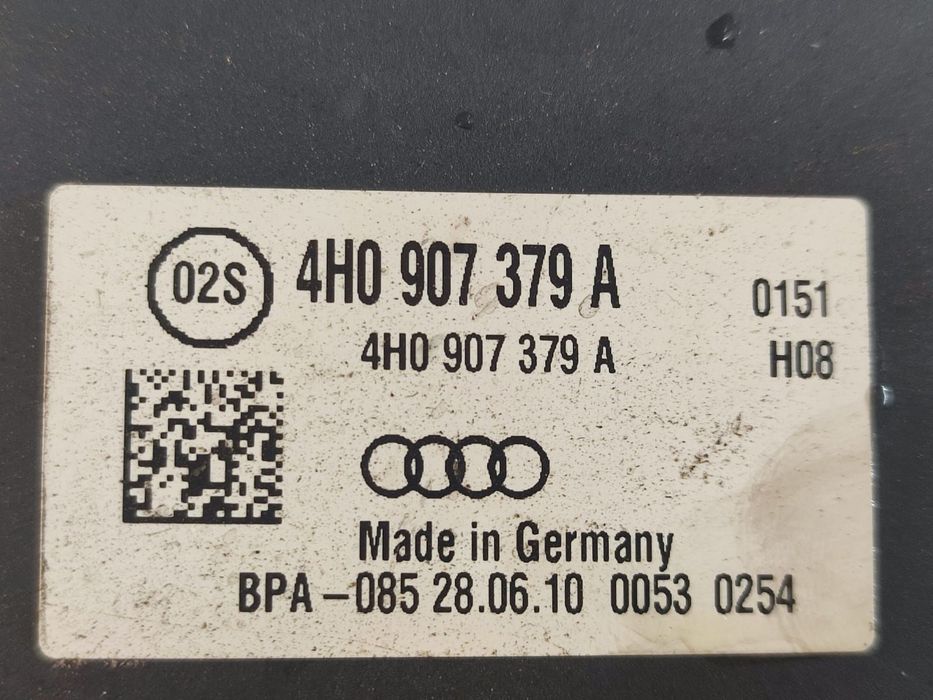 02S 4H0 907 379 A 0151
4H0 907 379 A H08
Made in Germany
BPA -085 28.06.10 0053 0254